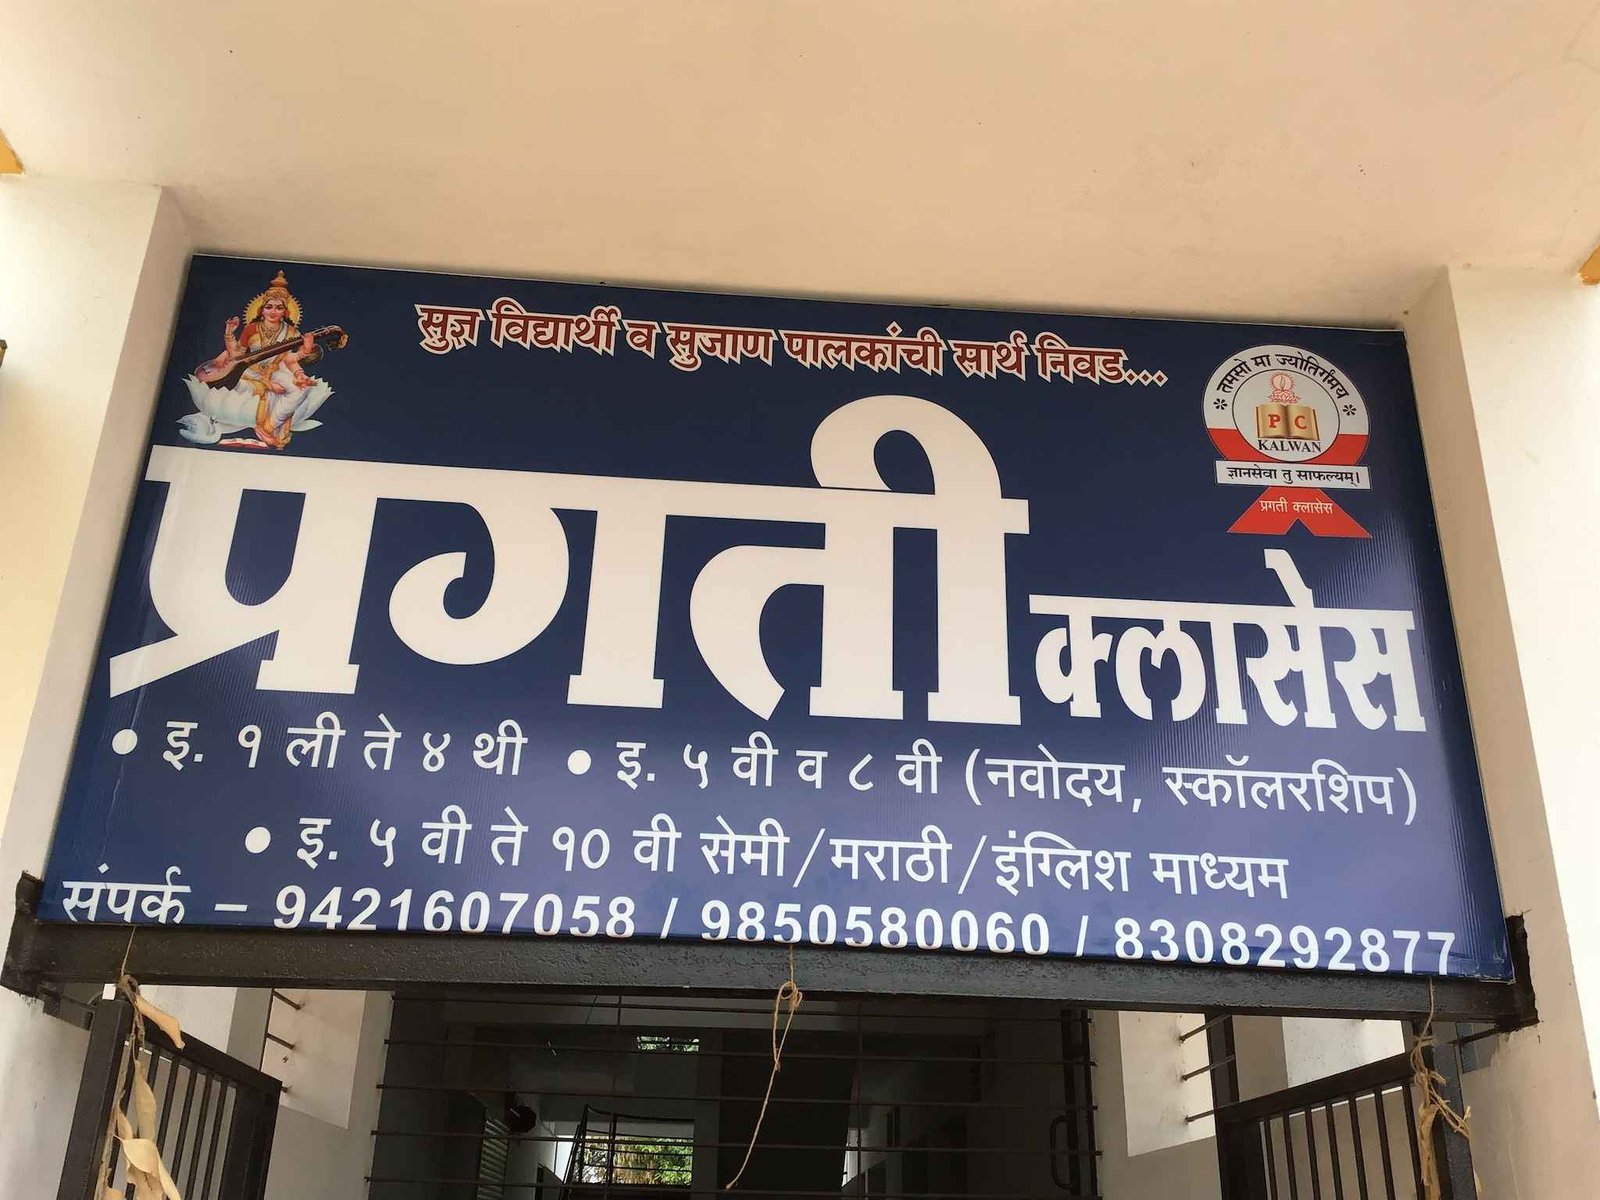 सुज्ञ विद्यार्थी व सुजाण पालकांची सार्थ निवड...
तमसो मा ज्योतिर्गमय
P C
KALWAN
ज्ञानसेवा तु साफल्यम्।
प्रगती क्लासेस
प्रगती क्लासेस
• इ. १ ली ते ४ थी • इ. ५ वी व ८ वी (नवोदय, स्कॉलरशिप)
• इ. ५ वी ते १० वी सेमी/मराठी/इंग्लिश माध्यम
संपर्क – 9421607058 / 9850580060 / 8308292877